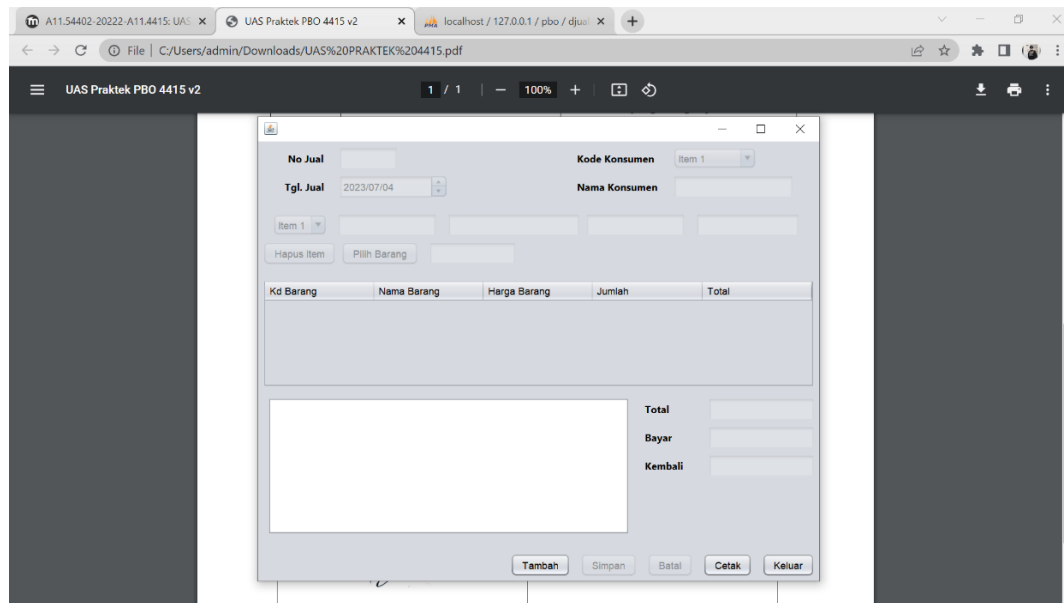 A11.54402-20222-A11.4415: UAS
UAS Praktek PBO 4415 v2
localhost / 127.0.0.1 / pbo / djual
File | C:/Users/admin/Downloads/UAS%20PRAKTEK%204415.pdf
UAS Praktek PBO 4415 v2
1 / 1 | − 100% +
No Jual
Kode Konsumen Item 1
Tgl. Jual 2023/07/04
Nama Konsumen
Item 1
Hapus Item Pilih Barang
Kd Barang Nama Barang Harga Barang Jumlah Total
Total
Bayar
Kembali
Tambah Simpan Batal Cetak Keluar